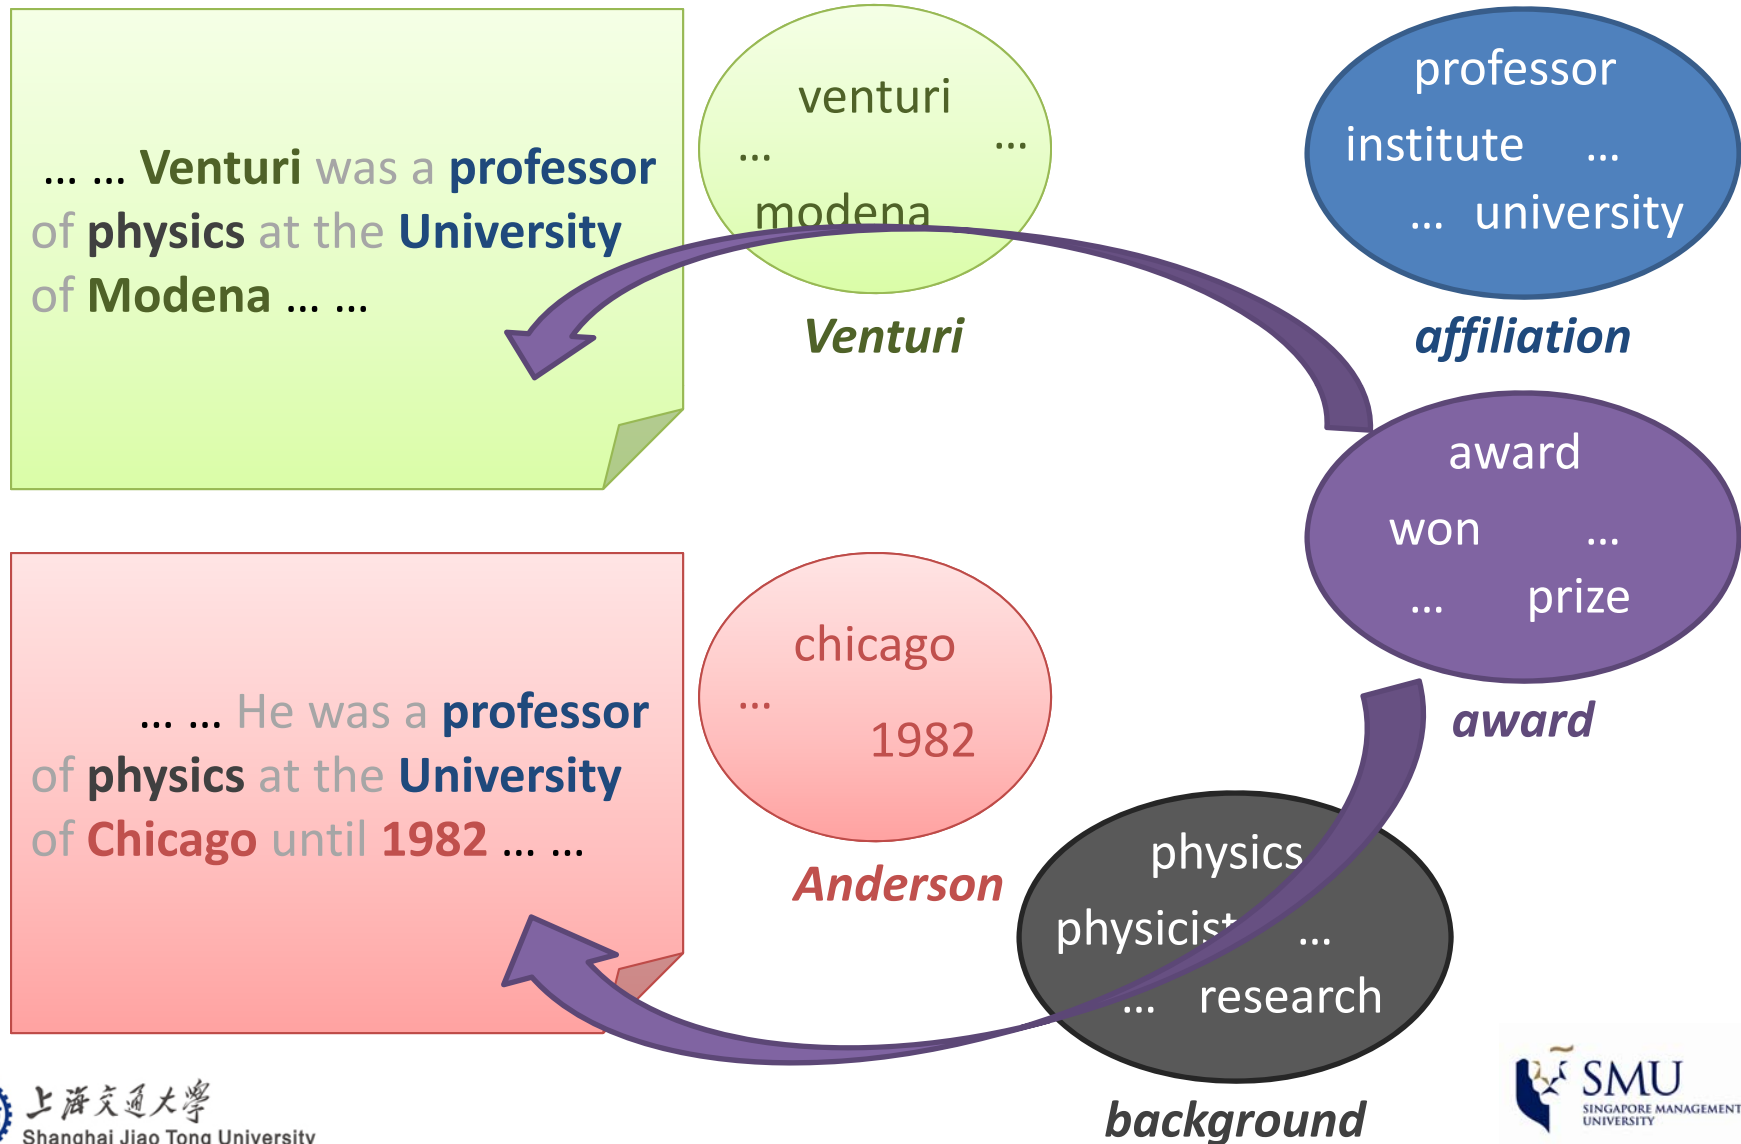 ... ... Venturi was a professor
of physics at the University
of Modena ... ...
venturi
... ...
modena
Venturi
professor
institute ...
... university
affiliation
award
won ...
... prize
award
... ... He was a professor
of physics at the University
of Chicago until 1982 ... ...
chicago
...
1982
Anderson
physics
physicist ...
... research
background
上海交通大學
Shanghai Jiao Tong University
SMU
SINGAPORE MANAGEMENT
UNIVERSITY